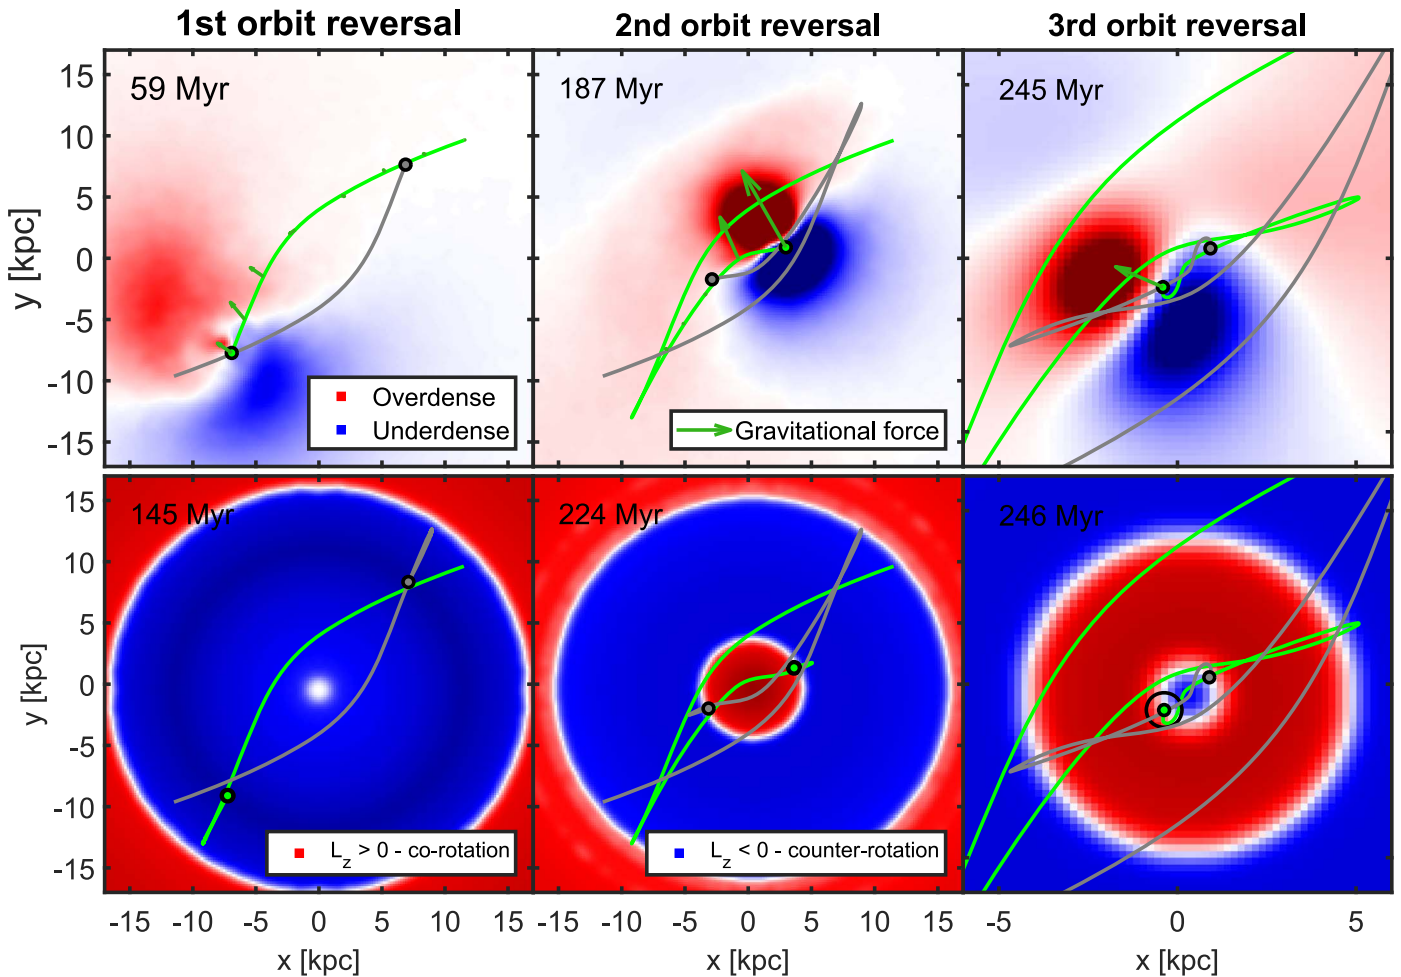 1st orbit reversal
2nd orbit reversal
3rd orbit reversal
59 Myr
187 Myr
245 Myr
15
10
5
0
-5
-10
-15
y [kpc]
Overdense
Underdense
Gravitational force
145 Myr
224 Myr
246 Myr
15
10
5
0
-5
-10
-15
y [kpc]
L_z > 0 - co-rotation
L_z < 0 - counter-rotation
-15 -10 -5 0 5 10 15
-15 -10 -5 0 5 10 15
-5 0 5
x [kpc]
x [kpc]
x [kpc]